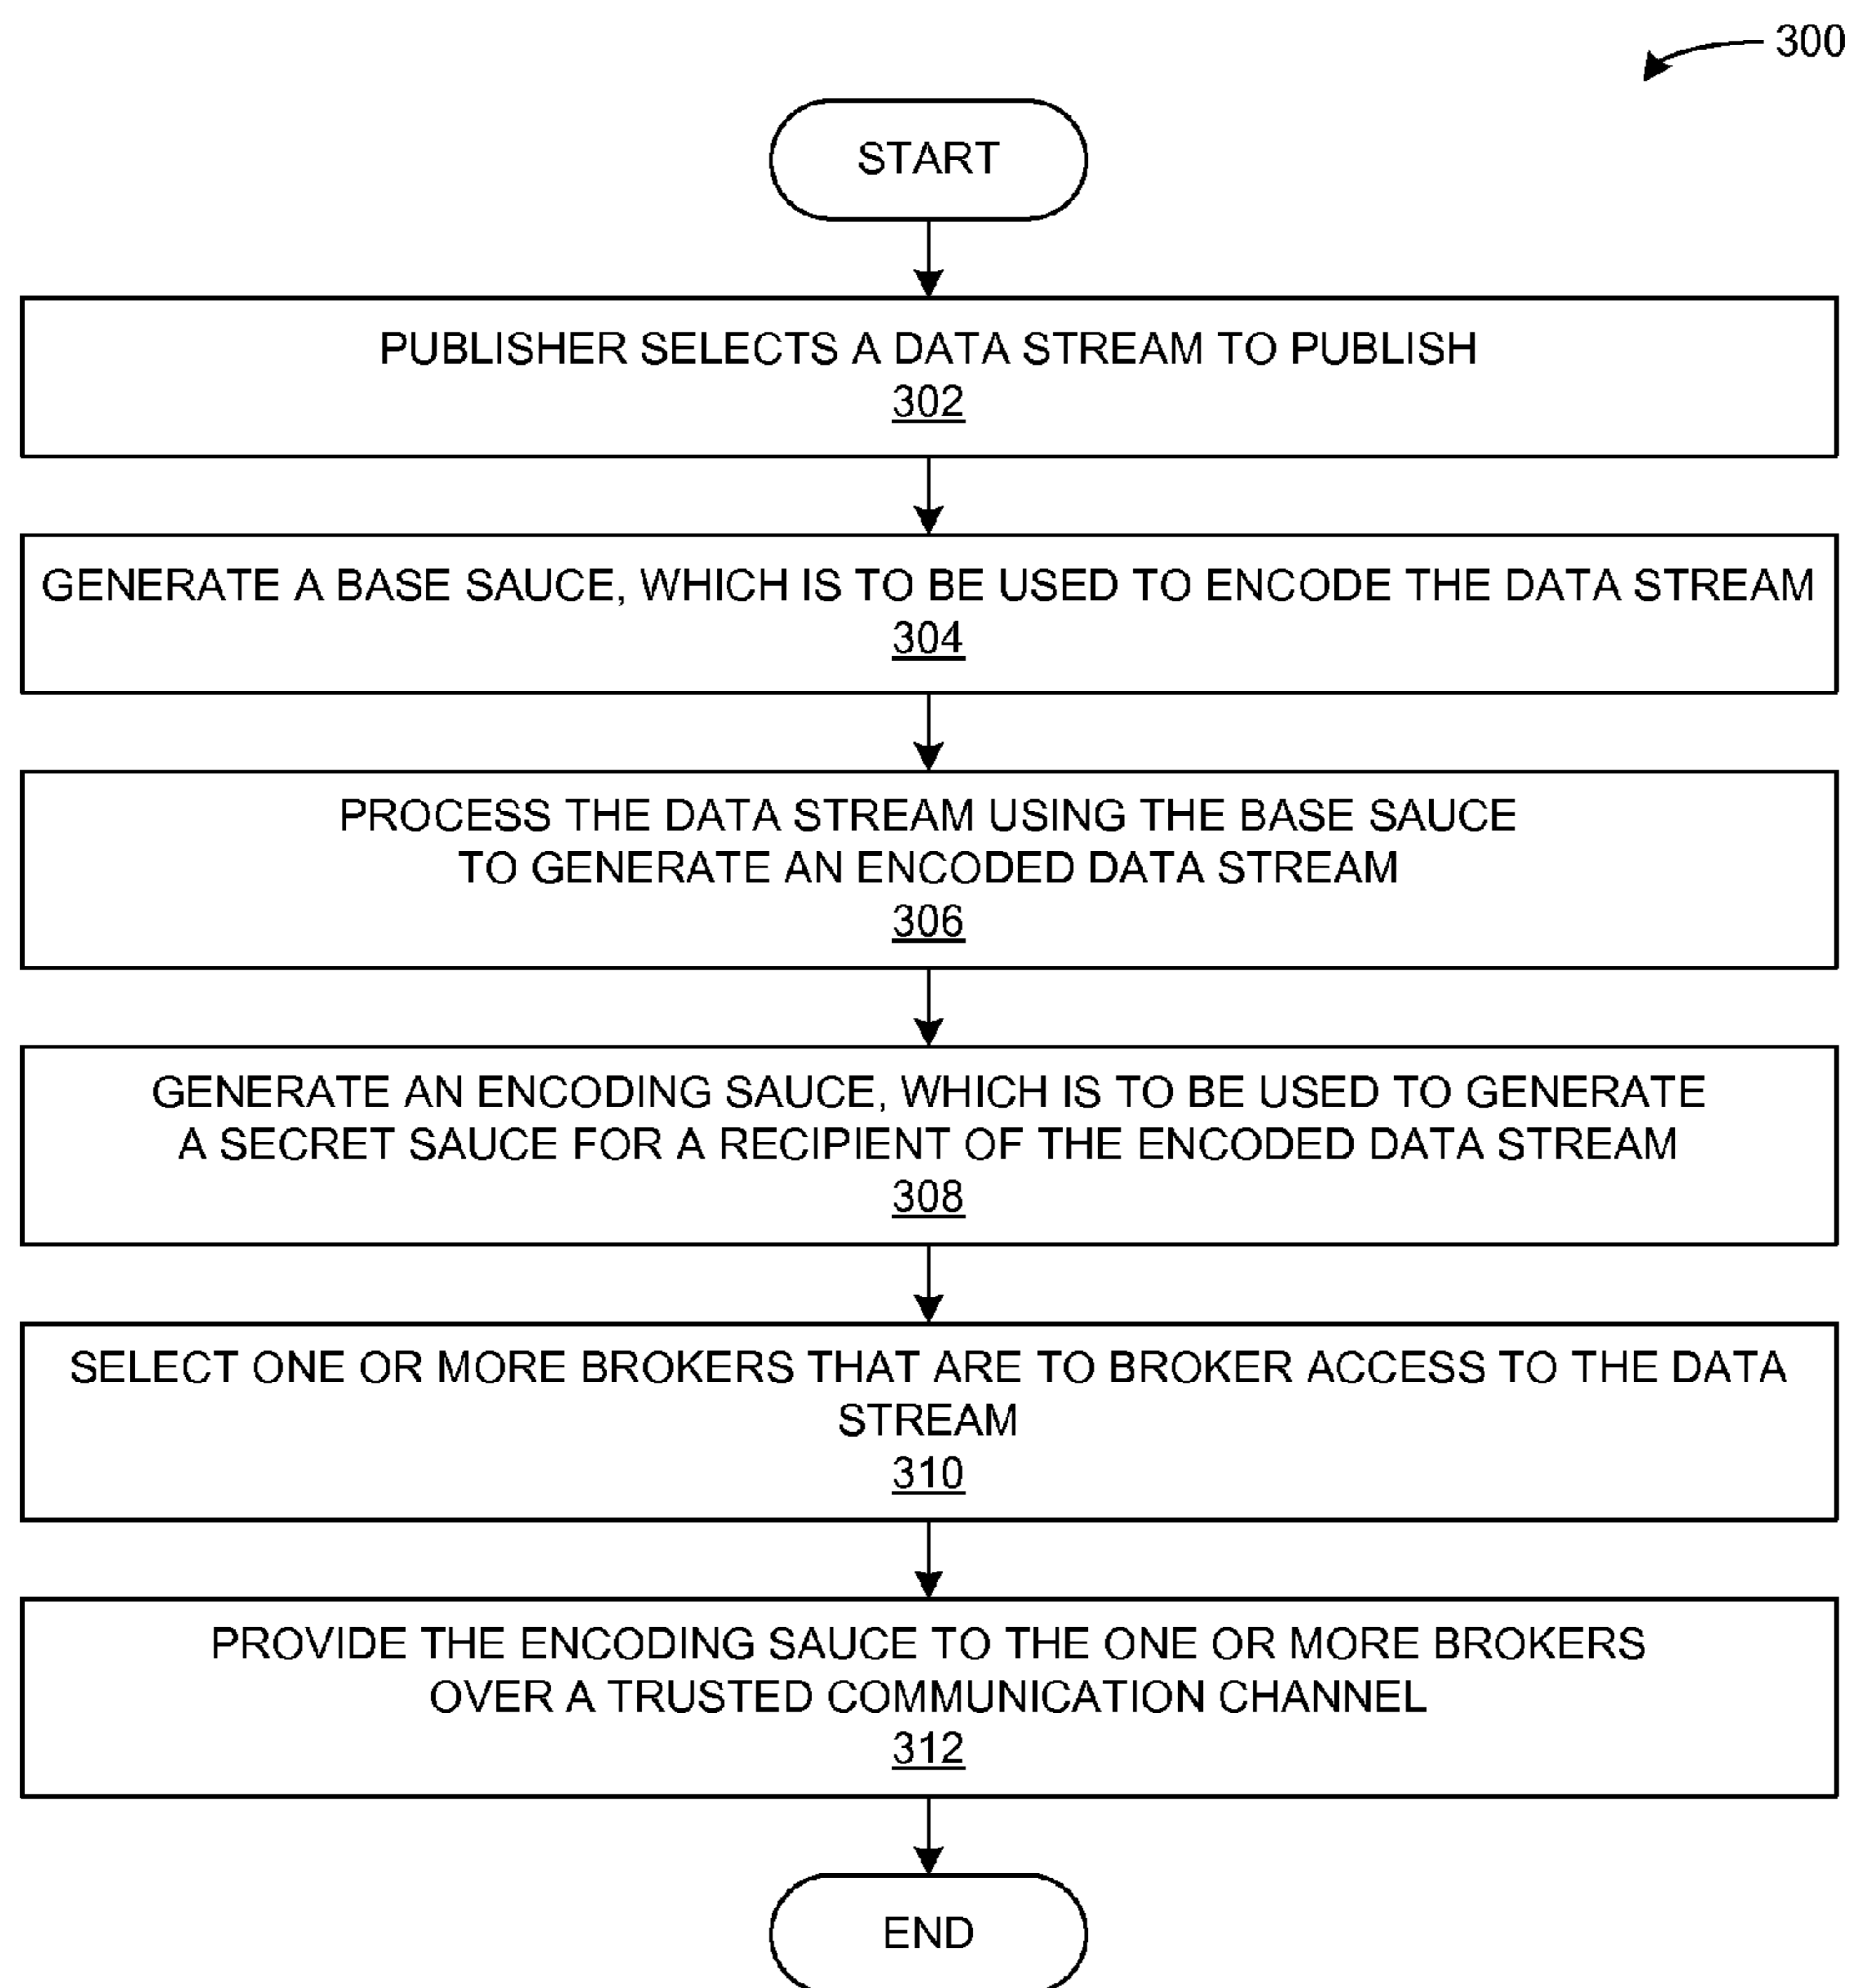 300
START
PUBLISHER SELECTS A DATA STREAM TO PUBLISH
302
GENERATE A BASE SAUCE, WHICH IS TO BE USED TO ENCODE THE DATA STREAM
304
PROCESS THE DATA STREAM USING THE BASE SAUCE
TO GENERATE AN ENCODED DATA STREAM
306
GENERATE AN ENCODING SAUCE, WHICH IS TO BE USED TO GENERATE
A SECRET SAUCE FOR A RECIPIENT OF THE ENCODED DATA STREAM
308
SELECT ONE OR MORE BROKERS THAT ARE TO BROKER ACCESS TO THE DATA
STREAM
310
PROVIDE THE ENCODING SAUCE TO THE ONE OR MORE BROKERS
OVER A TRUSTED COMMUNICATION CHANNEL
312
END